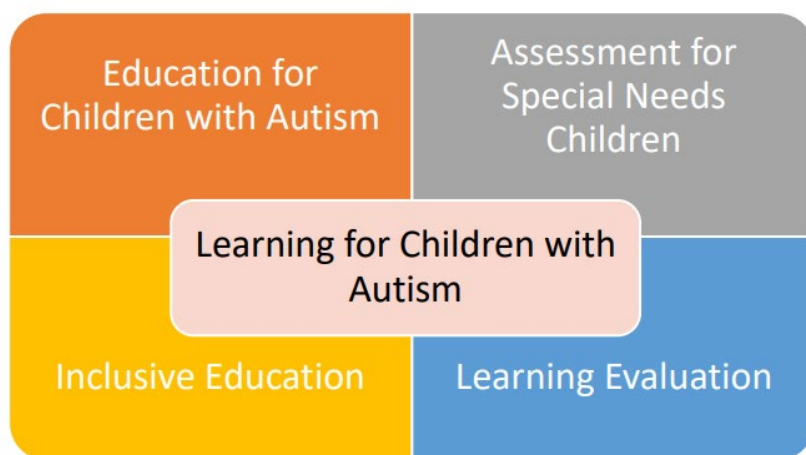 Education for
Children with Autism
Assessment for
Special Needs
Children
Learning for Children with
Autism
Inclusive Education
Learning Evaluation